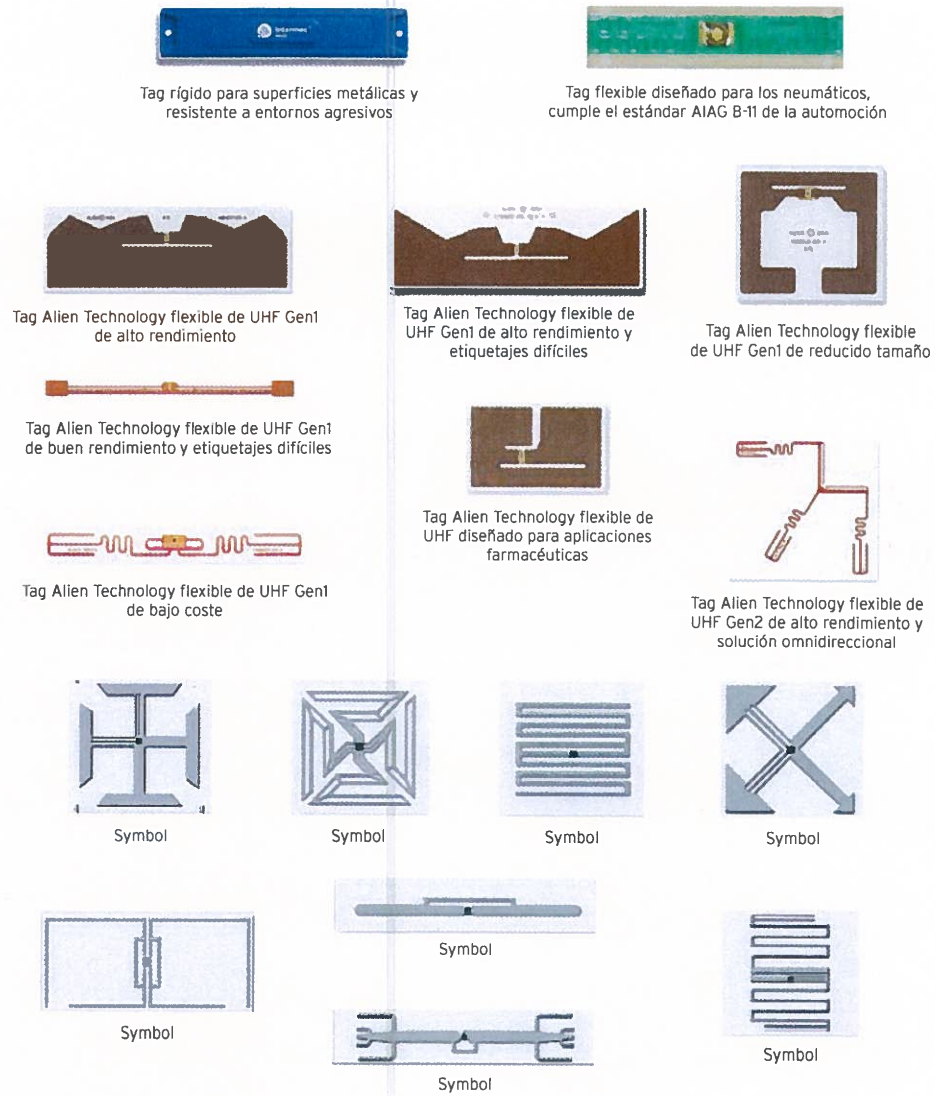 Intermec
Tag rígido para superficies metálicas y
resistente a entornos agresivos
Tag flexible diseñado para los neumáticos,
cumple el estándar AIAG B-11 de la automoción
Tag Alien Technology flexible de UHF Gen1
de alto rendimiento
Tag Alien Technology flexible de
UHF Gen1 de alto rendimiento y
etiquetajes difíciles
Tag Alien Technology flexible
de UHF Gen1 de reducido tamaño
Tag Alien Technology flexible de UHF Gen1
de buen rendimiento y etiquetajes difíciles
Tag Alien Technology flexible de
UHF diseñado para aplicaciones
farmacéuticas
Tag Alien Technology flexible de UHF Gen1
de bajo coste
Tag Alien Technology flexible de
UHF Gen2 de alto rendimiento y
solución omnidireccional
Symbol
Symbol
Symbol
Symbol
Symbol
Symbol
Symbol
Symbol